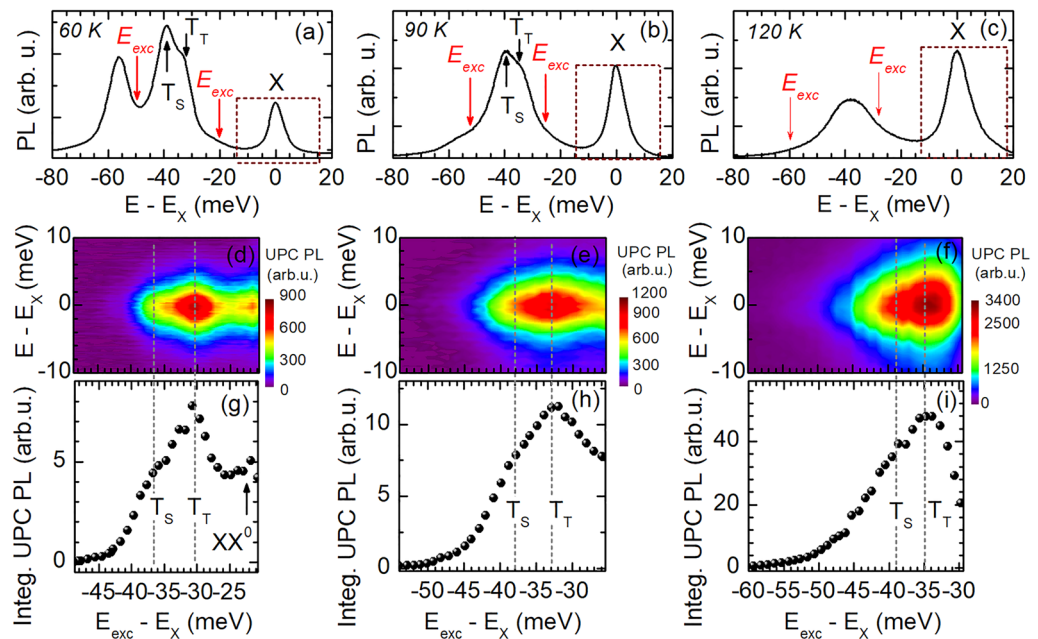 60 K
T_T
(a)
E_exc
E_exc
X
T_S
PL (arb. u.)
-80 -60 -40 -20 0 20
E - E_X (meV)
90 K
T_T
(b)
X
E_exc
E_exc
T_S
PL (arb. u.)
-80 -60 -40 -20 0 20
E - E_X (meV)
120 K
X
(c)
E_exc
E_exc
PL (arb. u.)
-80 -60 -40 -20 0 20
E - E_X (meV)
10
0
-10
E - E_X (meV)
(d)
UPC PL
(arb.u.)
900
600
300
0
10
0
-10
E - E_X (meV)
(e)
UPC PL
(arb.u.)
1200
900
600
300
0
10
0
-10
E - E_X (meV)
(f)
UPC PL
(arb.u.)
3400
2500
1250
0
Integ. UPC PL (arb.u.)
5
0
(g)
T_S
T_T
XX^0
-45 -40 -35 -30 -25
E_exc - E_X (meV)
Integ. UPC PL (arb.u.)
10
5
0
(h)
T_S
T_T
-50 -45 -40 -35 -30
E_exc - E_X (meV)
Integ. UPC PL (arb.u.)
40
20
0
(i)
T_S
T_T
-60 -55 -50 -45 -40 -35 -30
E_exc - E_X (meV)